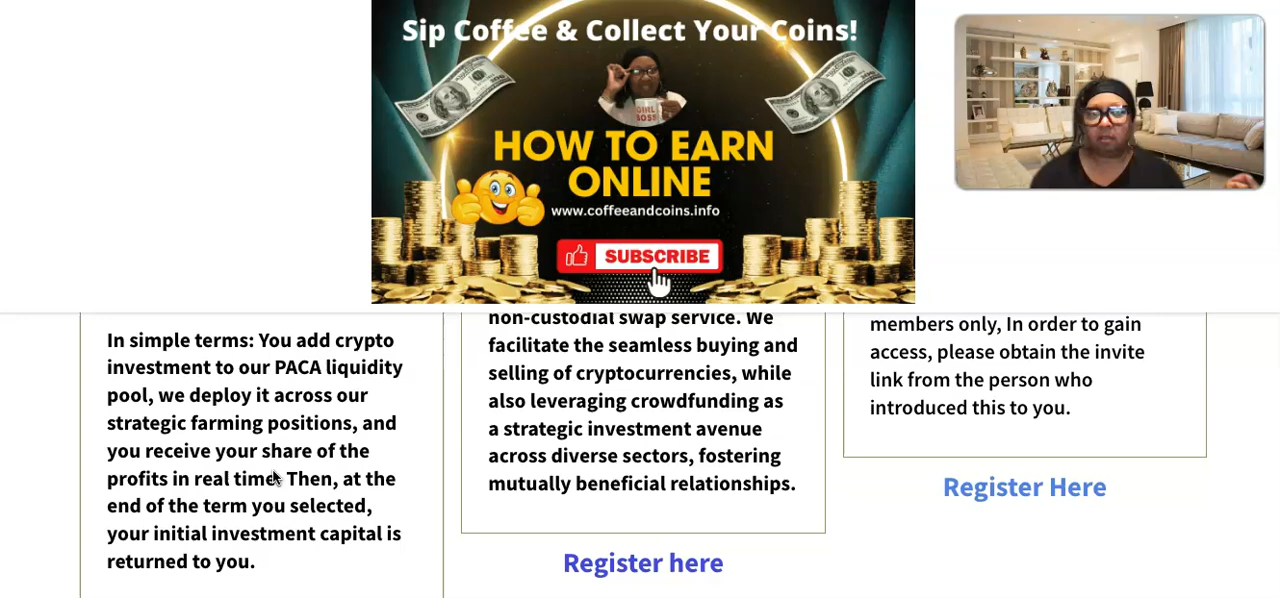 Sip Coffee & Collect Your Coins!
GIRL
BOSS
HOW TO EARN
ONLINE
www.coffeeandcoins.info
SUBSCRIBE
In simple terms: You add crypto
investment to our PACA liquidity
pool, we deploy it across our
strategic farming positions, and
you receive your share of the
profits in real time. Then, at the
end of the term you selected,
your initial investment capital is
returned to you.
non-custodial swap service. We
facilitate the seamless buying and
selling of cryptocurrencies, while
also leveraging crowdfunding as
a strategic investment avenue
across diverse sectors, fostering
mutually beneficial relationships.
Register here
members only, In order to gain
access, please obtain the invite
link from the person who
introduced this to you.
Register Here